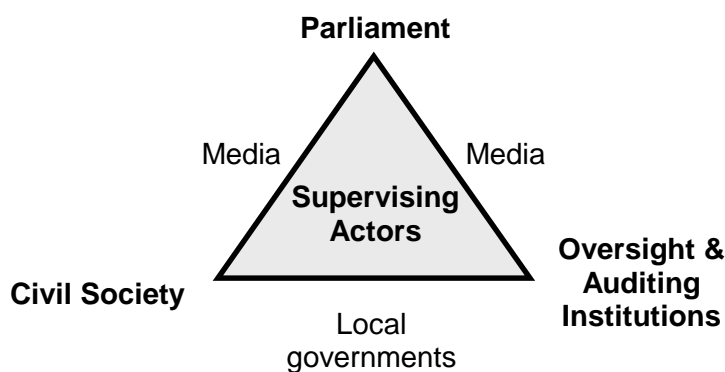 Parliament
Media
Media
Supervising
Actors
Civil Society
Oversight &
Auditing
Institutions
Local
governments